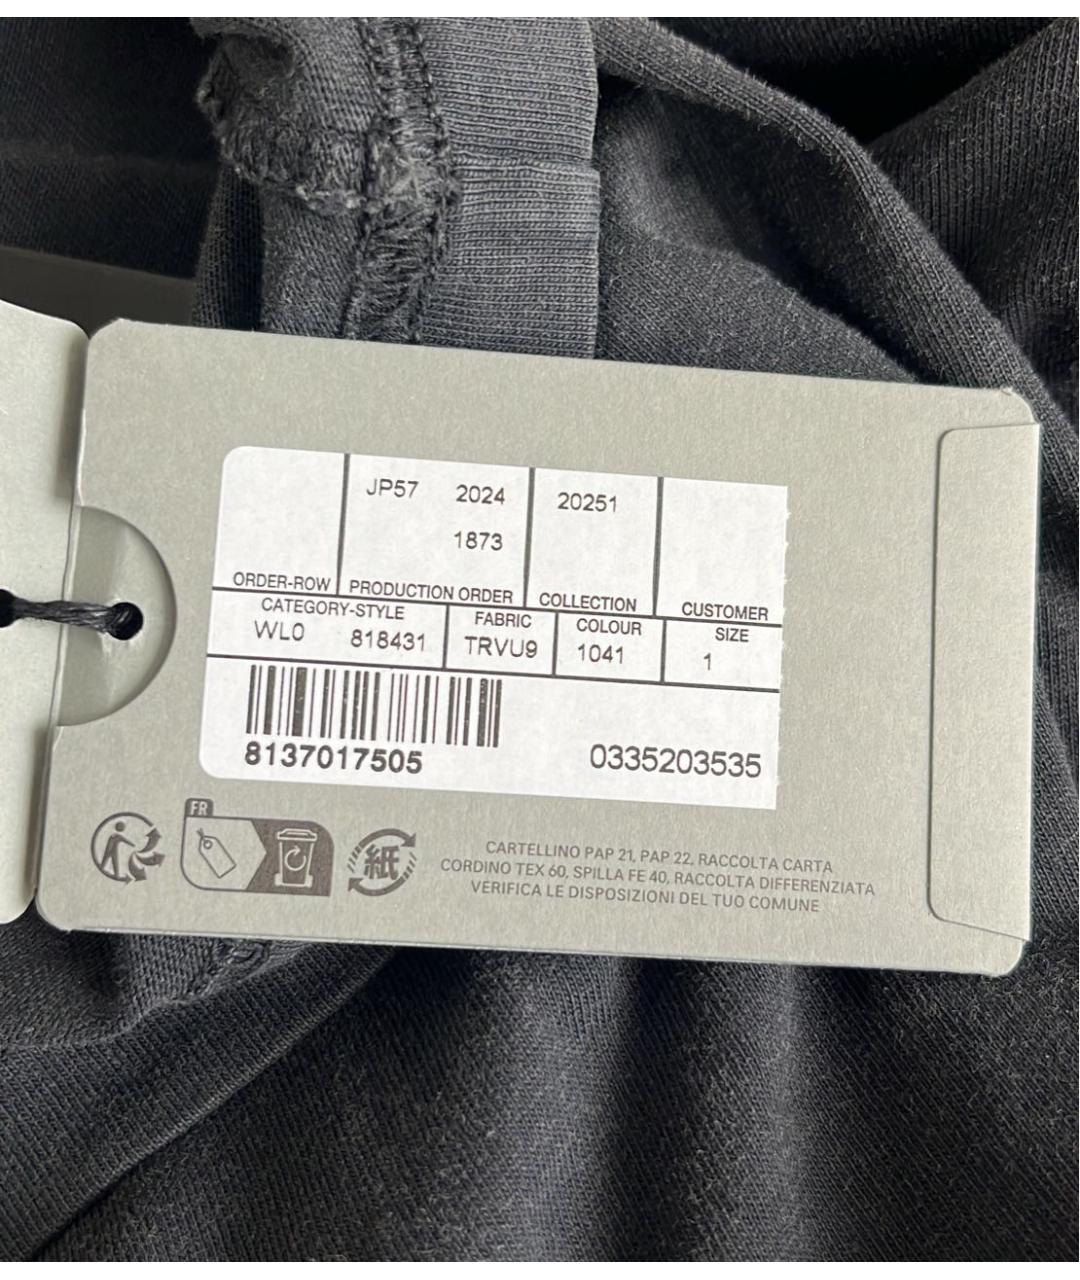 JP57 2024 20251
1873
ORDER-ROW PRODUCTION ORDER COLLECTION CUSTOMER
CATEGORY-STYLE FABRIC COLOUR SIZE
WL0 818431 TRVU9 1041 1
8137017505 0335203535
FR
紙
CARTELLINO PAP 21, PAP 22, RACCOLTA CARTA
CORDINO TEX 60, SPILLA FE 40, RACCOLTA DIFFERENZIATA
VERIFICA LE DISPOSIZIONI DEL TUO COMUNE